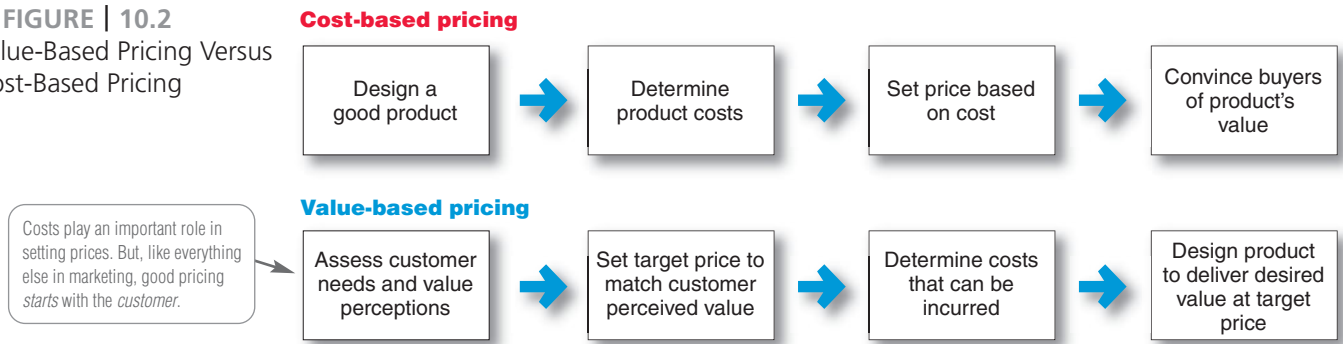 FIGURE | 10.2
lue-Based Pricing Versus
ost-Based Pricing
Cost-based pricing
Design a
good product
Determine
product costs
Set price based
on cost
Convince buyers
of product's
value
Value-based pricing
Costs play an important role in
setting prices. But, like everything
else in marketing, good pricing
starts with the customer.
Assess customer
needs and value
perceptions
Set target price to
match customer
perceived value
Determine costs
that can be
incurred
Design product
to deliver desired
value at target
price